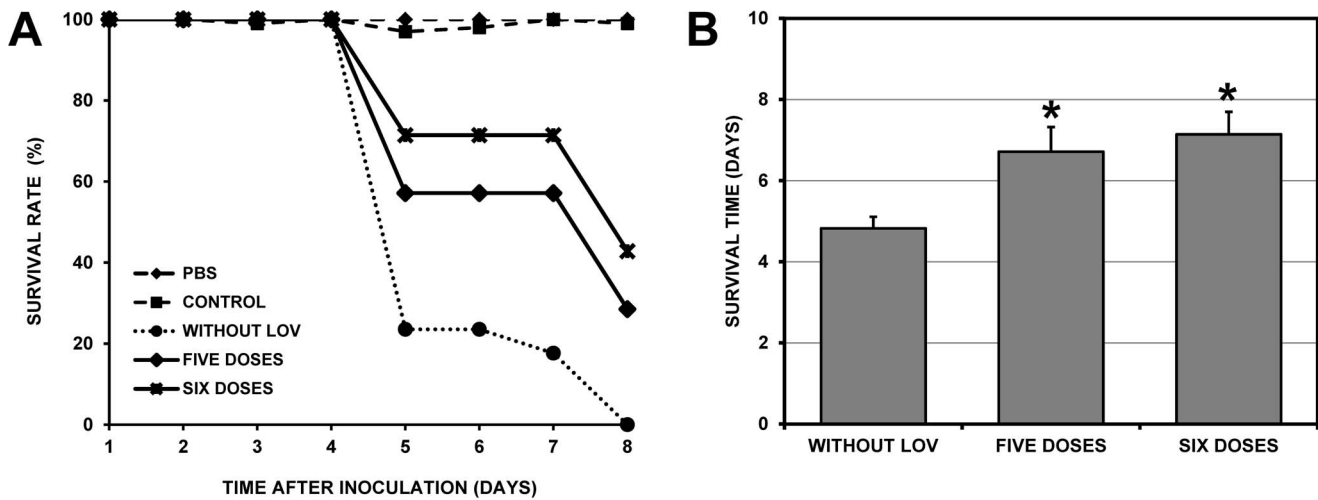 A
SURVIVAL RATE (%)
100
80
60
40
20
0
PBS
CONTROL
WITHOUT LOV
FIVE DOSES
SIX DOSES
1 2 3 4 5 6 7 8
TIME AFTER INOCULATION (DAYS)
B
SURVIVAL TIME (DAYS)
10
8
6
4
2
0
*
*
WITHOUT LOV FIVE DOSES SIX DOSES